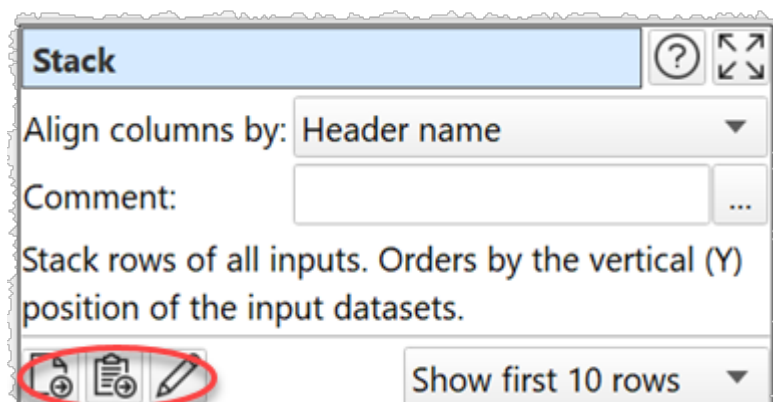 Stack
Align columns by: Header name
Comment: ...
Stack rows of all inputs. Orders by the vertical (Y)
position of the input datasets.
Show first 10 rows